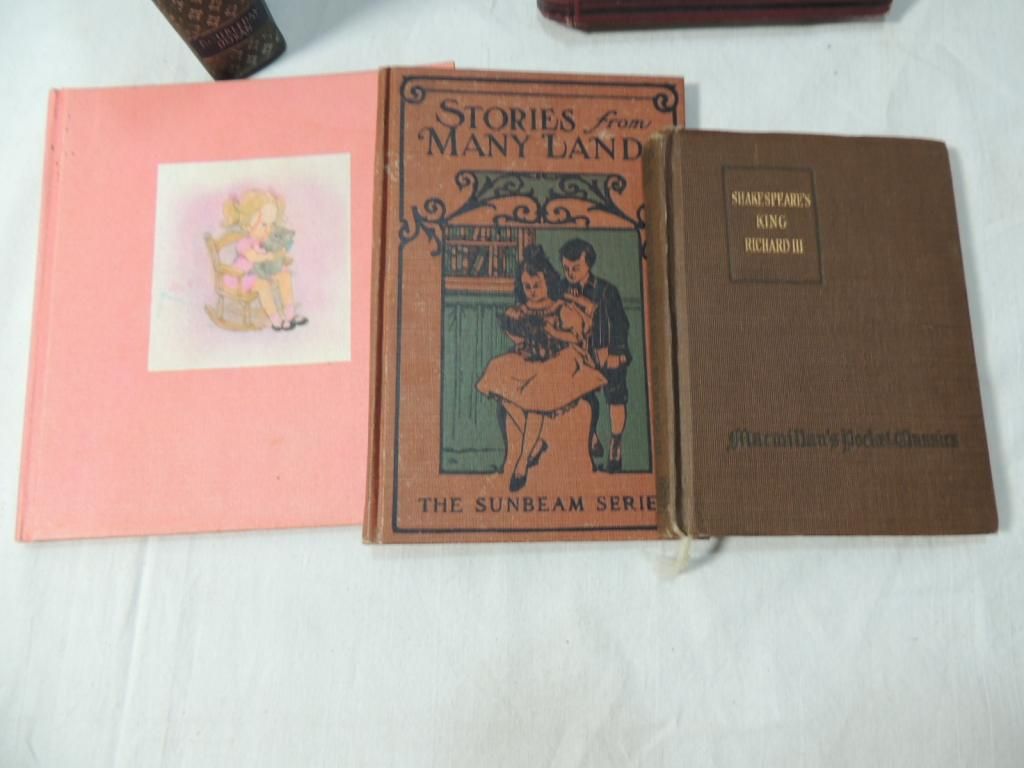 STORIES from
MANY LAND
THE SUNBEAM SERIE
SHAKESPEARE'S
KING
RICHARD III
Macmillan's Pocket Classics